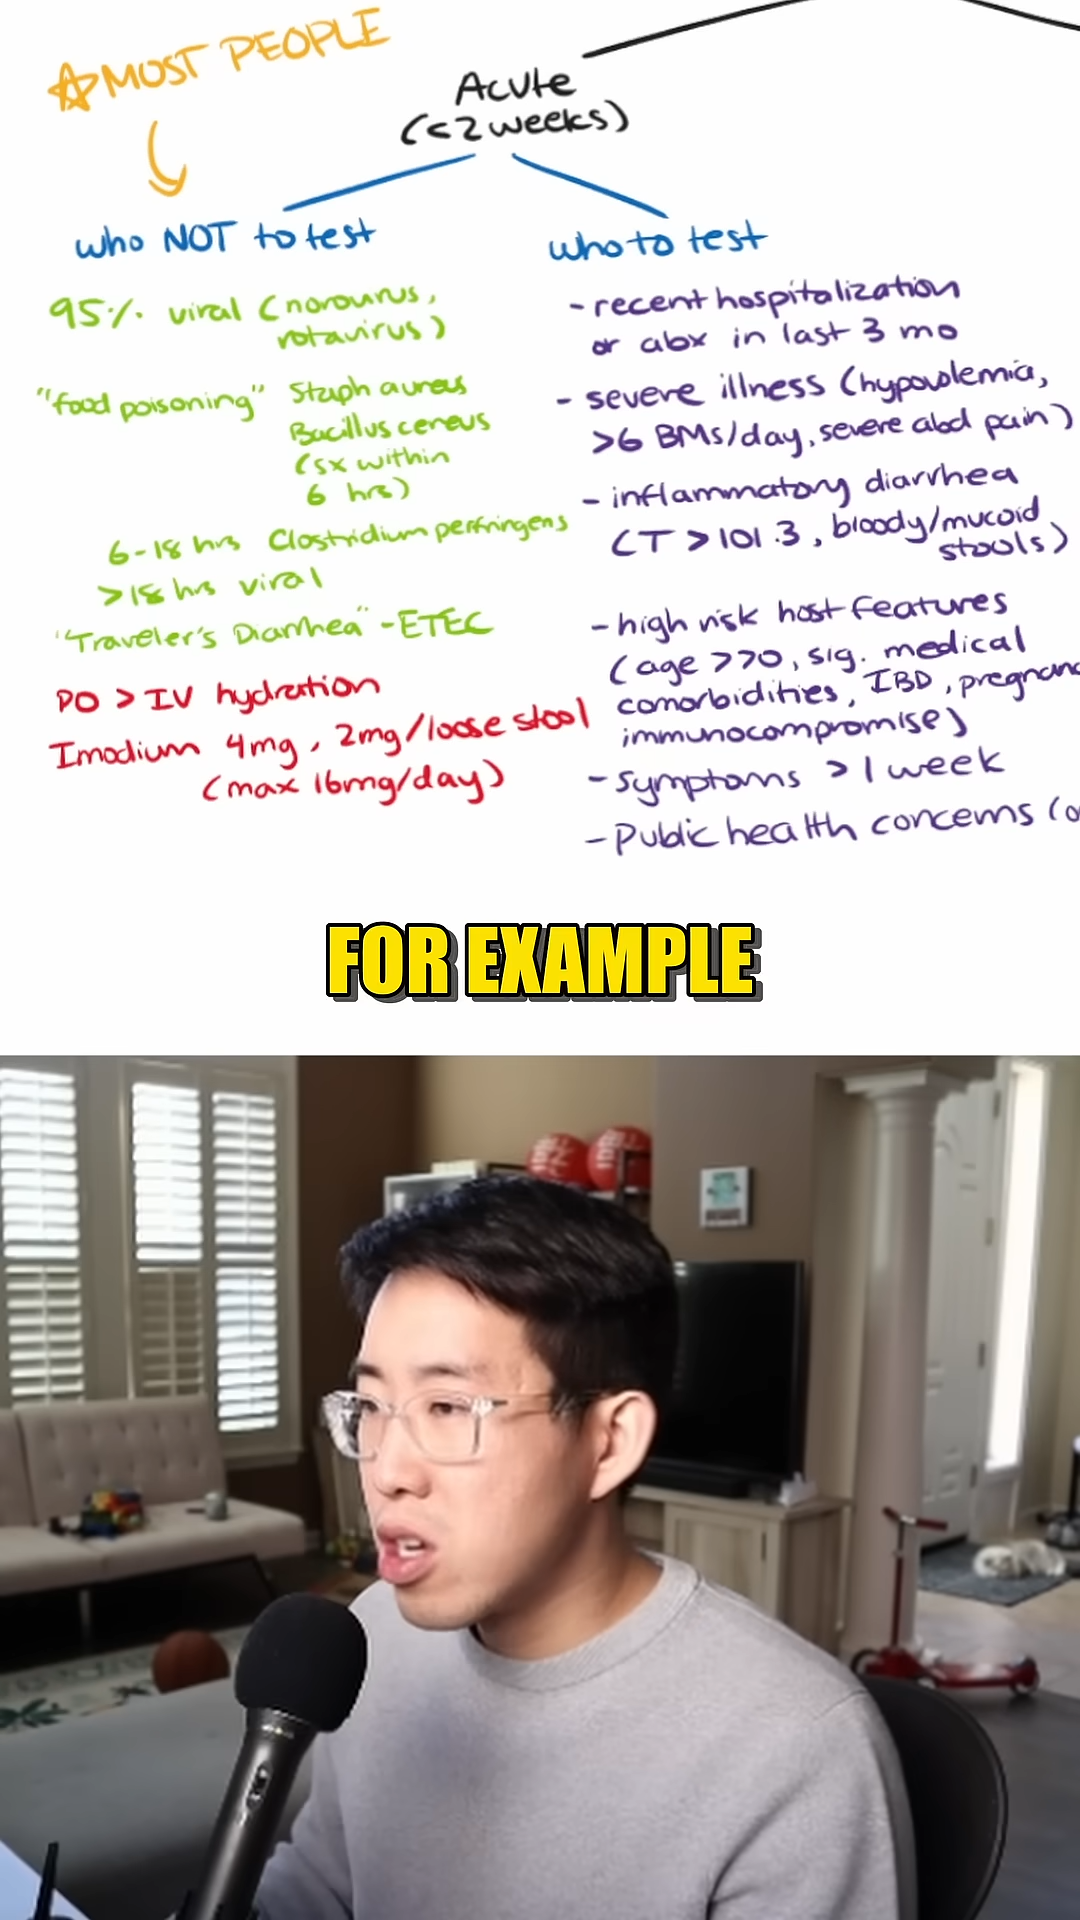 MOST PEOPLE
Acute
(<2 weeks)
who NOT to test
95% viral (norovirus,
rotavirus)
"food poisoning" Staph aureus
Bacillus cereus
(sx within
6 hrs)
6-18 hrs Clostridium perfringens
>18 hrs viral
"Traveler's Diarrhea" - ETEC
PO > IV hydration
Imodium 4mg, 2mg/loose stool
(max 16mg/day)
who to test
- recent hospitalization
or abx in last 3 mo
- severe illness (hypovolemia,
>6 BMs/day, severe abd pain)
- inflammatory diarrhea
(T > 101.3, bloody/mucoid
stools)
- high risk host features
(age >70, sig. medical
comorbidities, IBD, pregnanc
immunocompromise)
- symptoms > 1 week
- Public health concerns (
FOR EXAMPLE